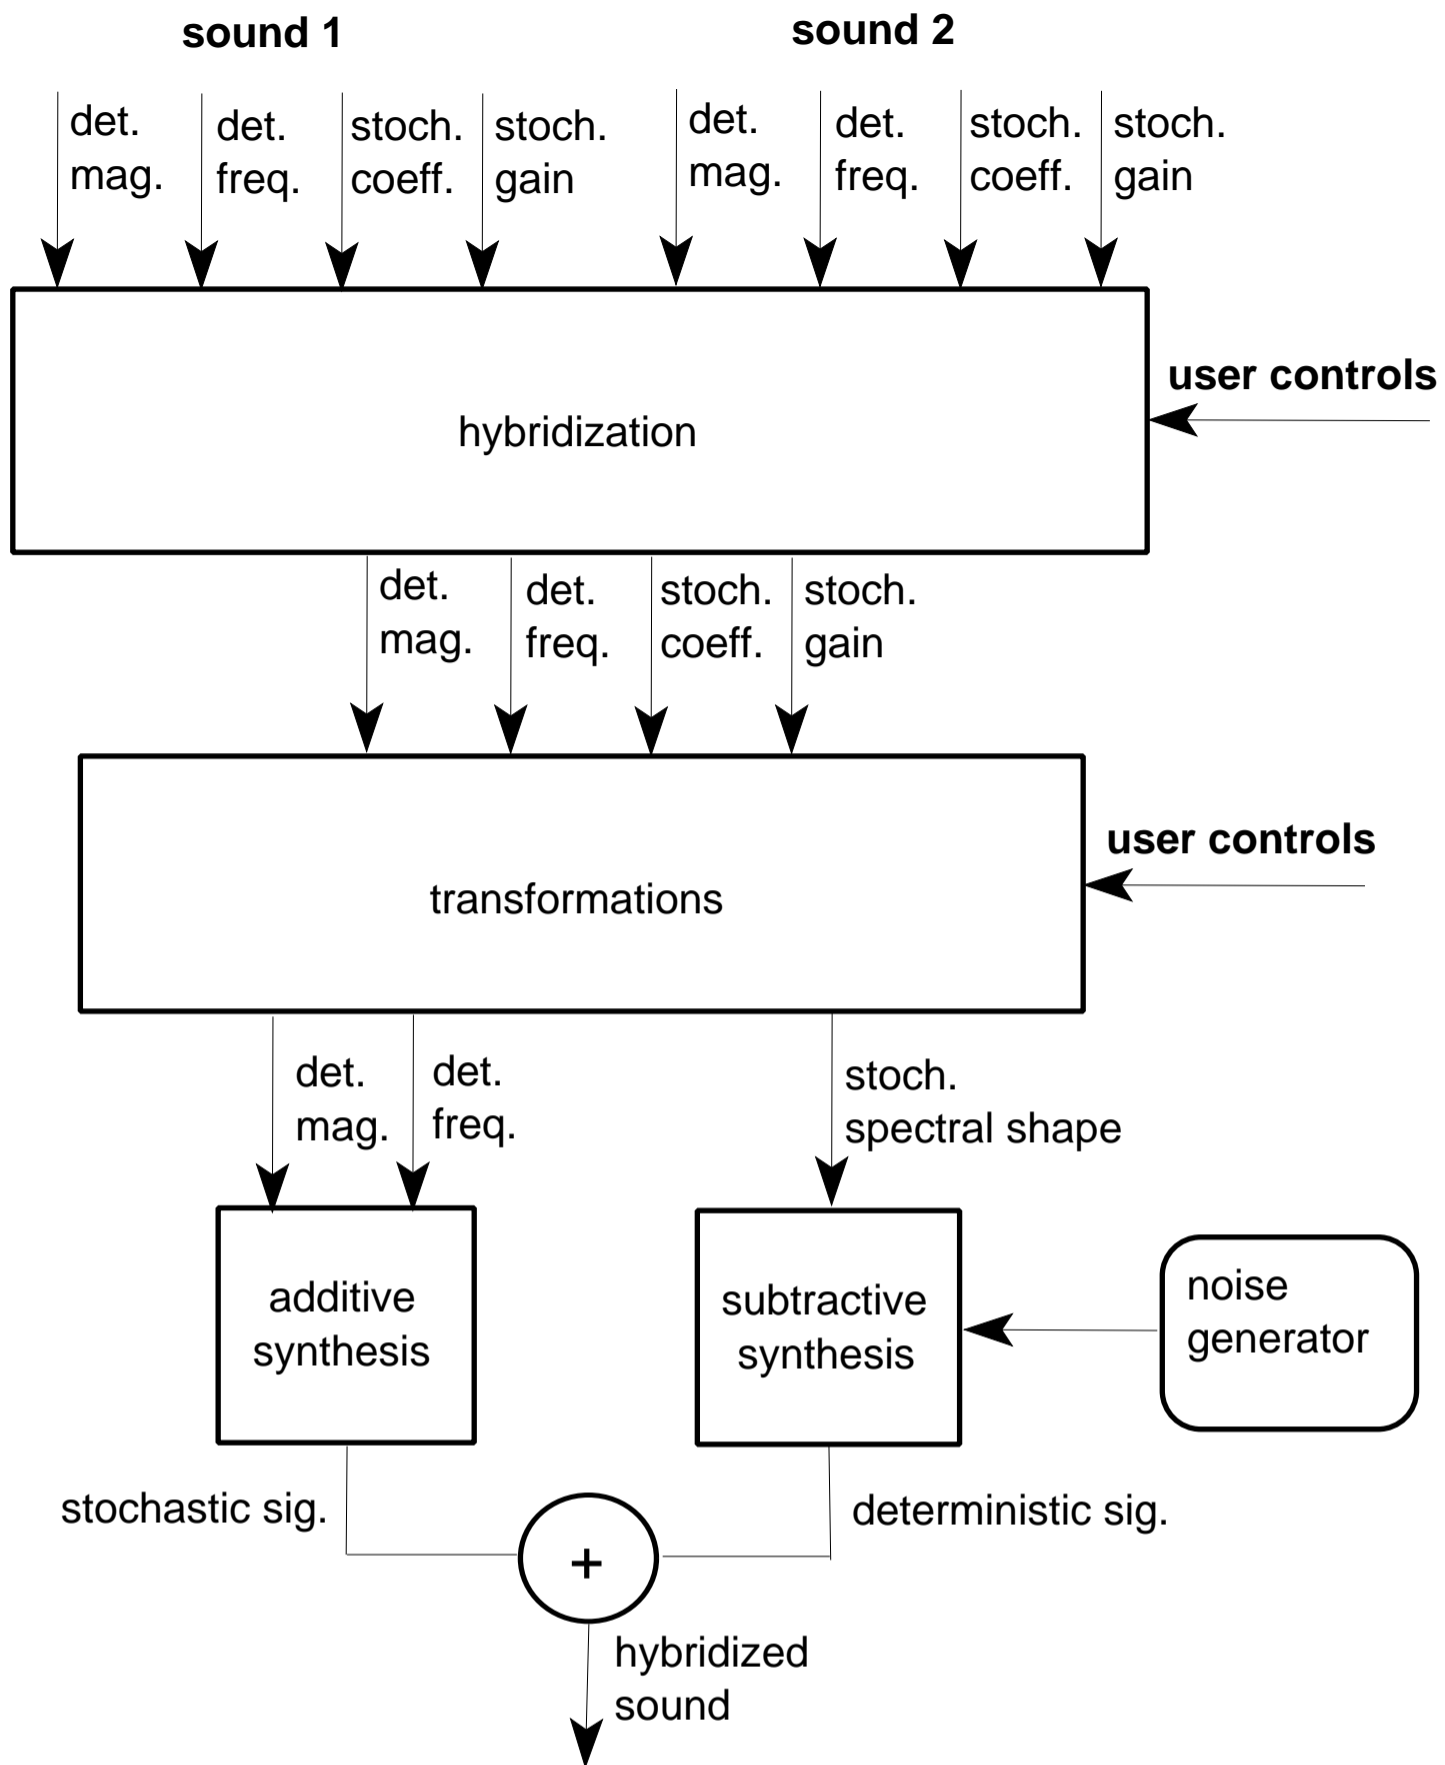 sound 1
sound 2
det.
mag.
det.
freq.
stoch.
coeff.
stoch.
gain
det.
mag.
det.
freq.
stoch.
coeff.
stoch.
gain
user controls
hybridization
det.
mag.
det.
freq.
stoch.
coeff.
stoch.
gain
user controls
transformations
det.
mag.
det.
freq.
stoch.
spectral shape
additive
synthesis
subtractive
synthesis
noise
generator
stochastic sig.
deterministic sig.
+
hybridized
sound